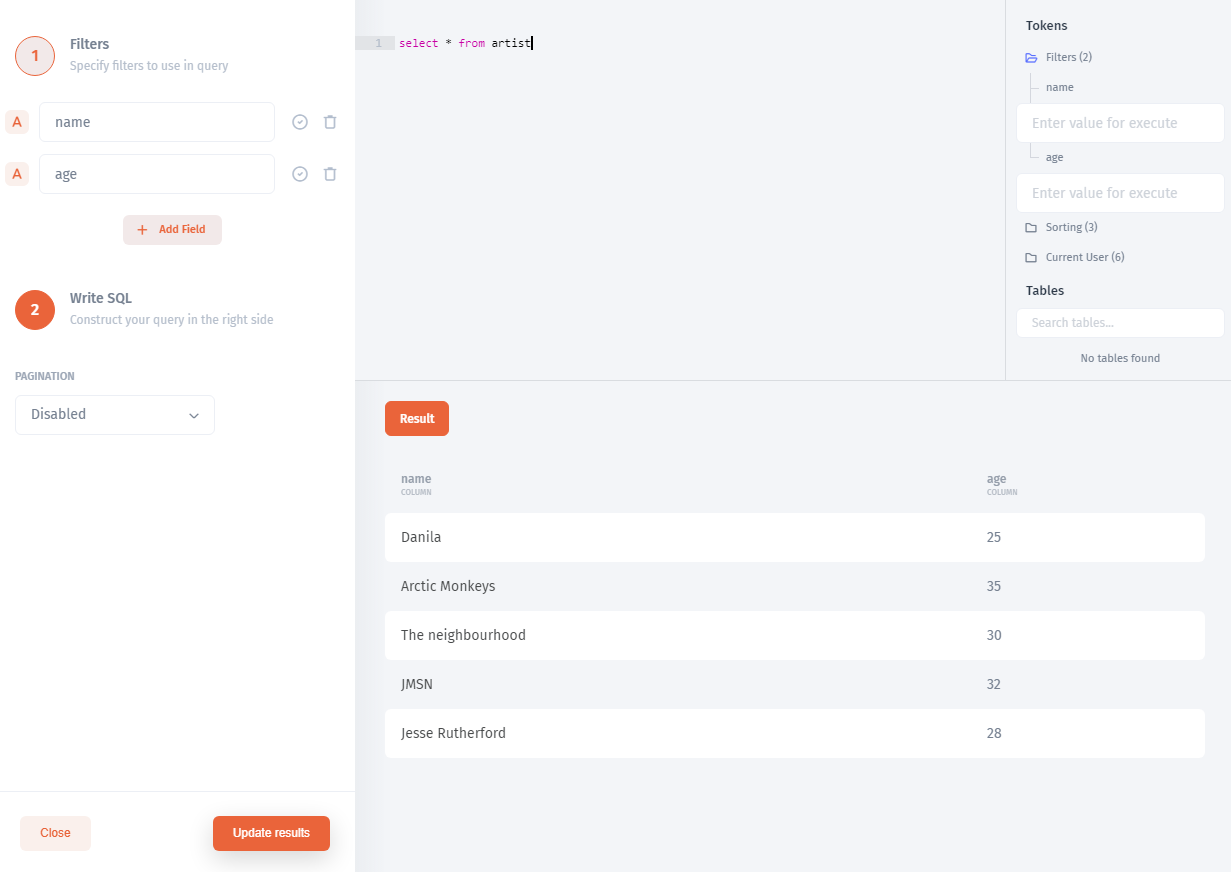 1
Filters
Specify filters to use in query
A
name
A
age
+ Add Field
2
Write SQL
Construct your query in the right side
PAGINATION
Disabled
Close
Update results
1 select * from artist
Tokens
Filters (2)
name
Enter value for execute
age
Enter value for execute
Sorting (3)
Current User (6)
Tables
Search tables...
No tables found
Result
name age
COLUMN COLUMN
Danila 25
Arctic Monkeys 35
The neighbourhood 30
JMSN 32
Jesse Rutherford 28